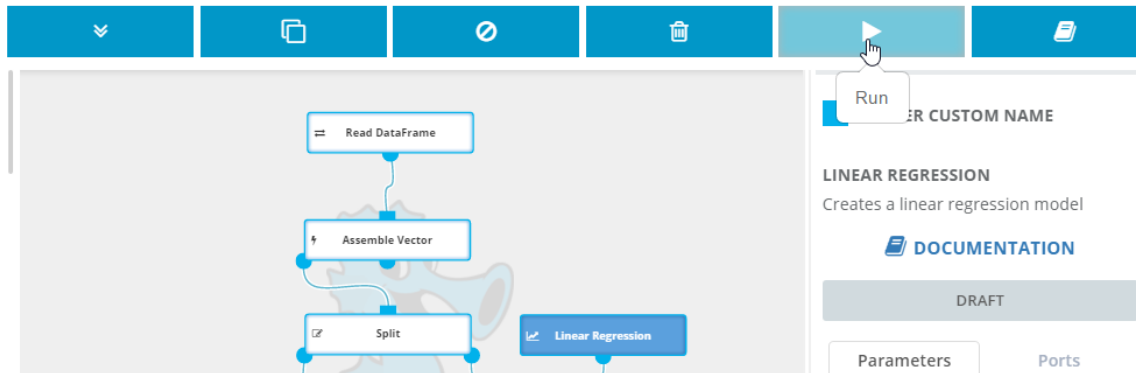 Run
ER CUSTOM NAME
Read DataFrame
LINEAR REGRESSION
Creates a linear regression model
Assemble Vector
DOCUMENTATION
DRAFT
Split
Linear Regression
Parameters
Ports